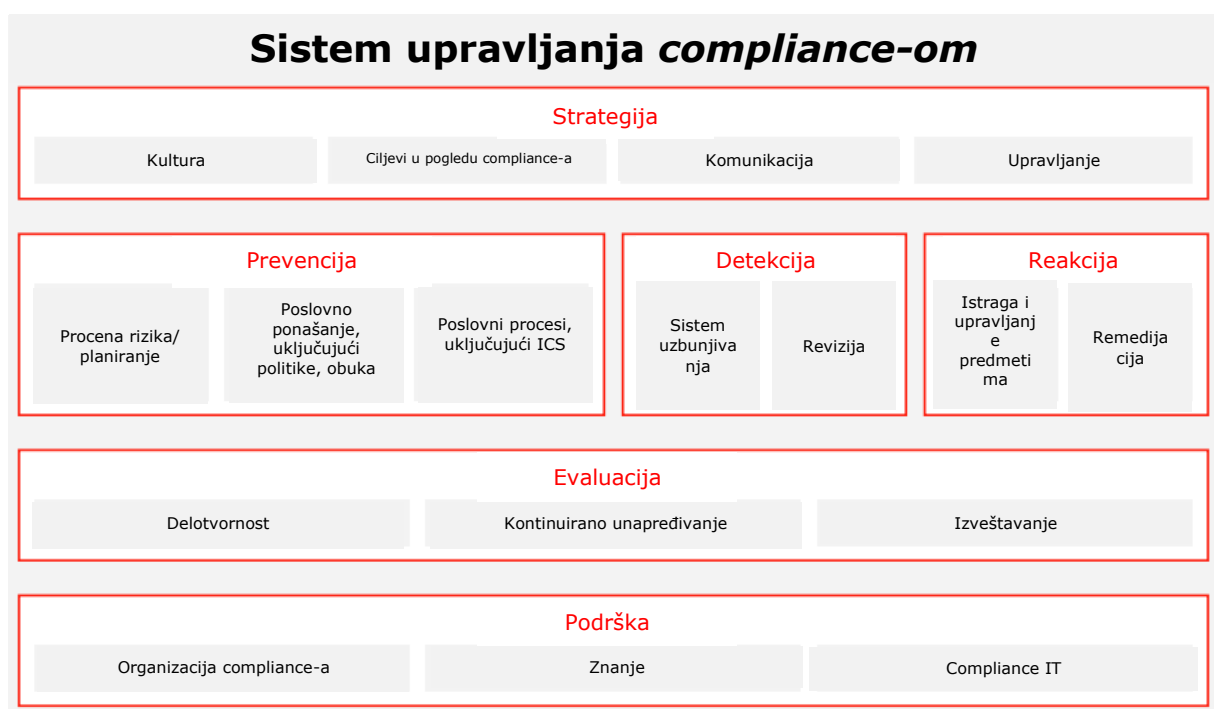 Sistem upravljanja compliance-om
Strategija
Kultura
Ciljevi u pogledu compliance-a
Komunikacija
Upravljanje
Prevencija
Procena rizika/
planiranje
Poslovno
ponašanje,
uključujući
politike, obuka
Poslovni procesi,
uključujući ICS
Detekcija
Sistem
uzbunjiva
nja
Revizija
Reakcija
Istraga i
upravljanj
e
predmeti
ma
Remedija
cija
Evaluacija
Delotvornost
Kontinuirano unapređivanje
Izveštavanje
Podrška
Organizacija compliance-a
Znanje
Compliance IT